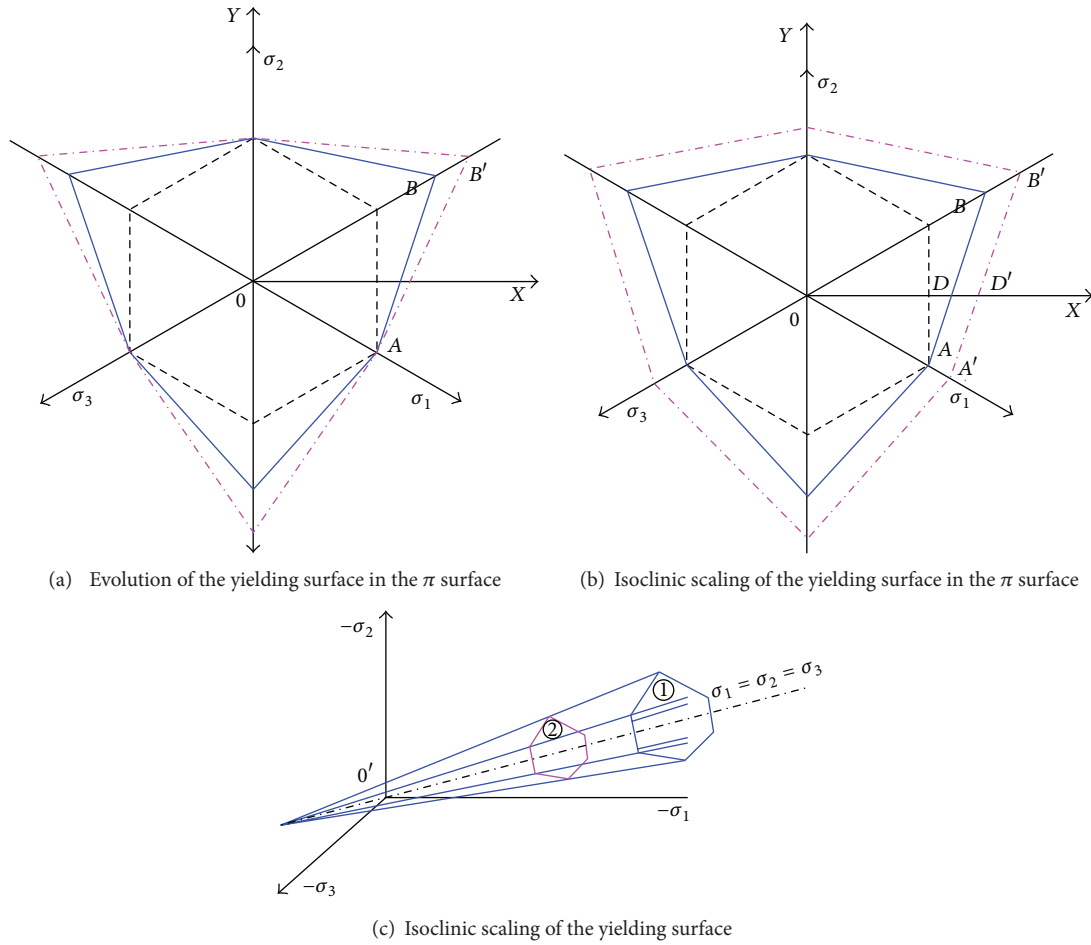 Y
σ₂
B
B′
0
X
A
σ₃
σ₁
(a) Evolution of the yielding surface in the π surface
Y
σ₂
B′
B
D
D′
0
X
A
A′
σ₃
σ₁
(b) Isoclinic scaling of the yielding surface in the π surface
−σ₂
σ₁ = σ₂ = σ₃
①
②
0′
−σ₁
−σ₃
(c) Isoclinic scaling of the yielding surface